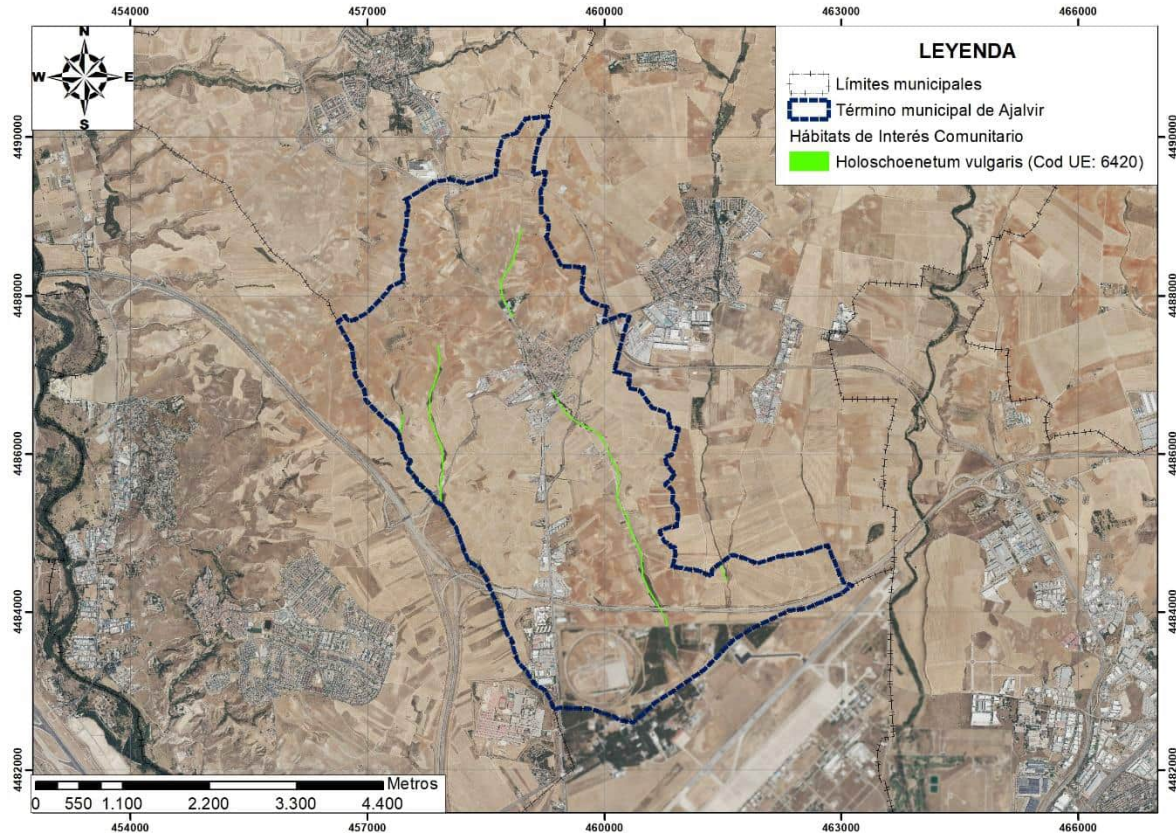 454000
457000
460000
463000
466000
N
W
E
S
LEYENDA
Límites municipales
Término municipal de Ajalvir
Hábitats de Interés Comunitario
Holoschoenetum vulgaris (Cod UE: 6420)
4490000
4490000
4488000
4488000
4486000
4486000
4484000
4484000
4482000
4482000
Metros
0 550 1.100 2.200 3.300 4.400
454000
457000
460000
463000
466000